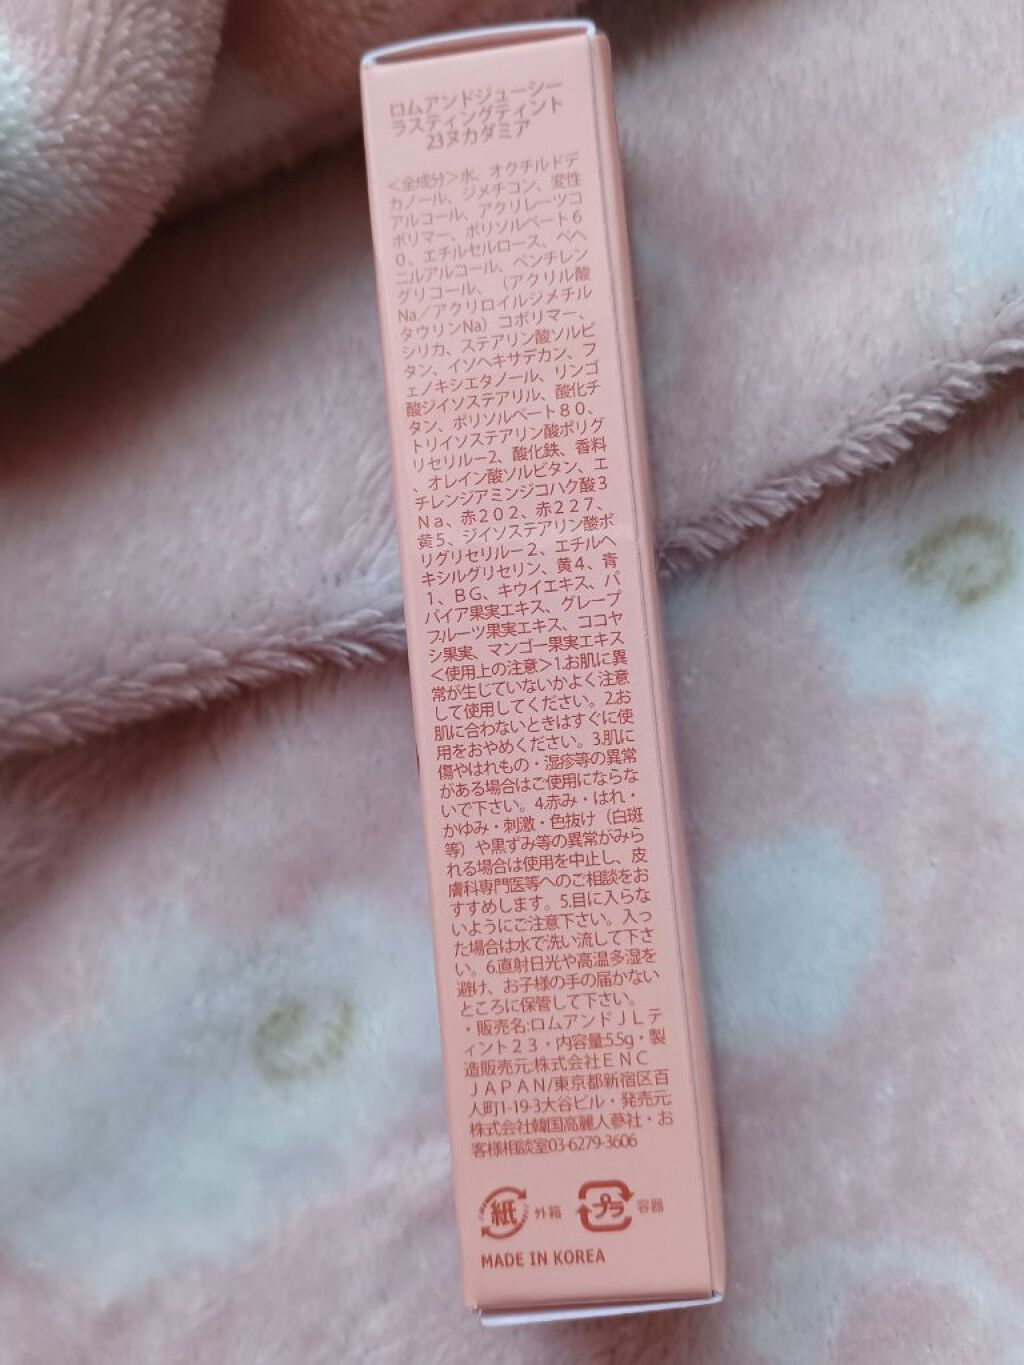 ロムアンドジューシー
ラスティングティント
23ヌカダミア
＜全成分＞水、オクチルドデ
カノール、ジメチコン、変性
アルコール、アクリレーツコ
ポリマー、ポリソルベート６
０、エチルセルロース、ベヘ
ニルアルコール、ペンチレン
グリコール、（アクリル酸
Na／アクリロイルジメチル
タウリンNa）コポリマー、
シリカ、ステアリン酸ソルビ
タン、イソヘキサデカン、フ
ェノキシエタノール、リンゴ
酸ジイソステアリル、酸化チ
タン、ポリソルベート８０、
トリイソステアリン酸ポリグ
リセリル－2、酸化鉄、香料
、オレイン酸ソルビタン、エ
チレンジアミンジコハク酸３
Ｎａ、赤２０２、赤２２７、
黄５、ジイソステアリン酸ポ
リグリセリル－２、エチルヘ
キシルグリセリン、黄４、青
１、ＢＧ、キウイエキス、パ
パイア果実エキス、グレープ
フルーツ果実エキス、ココヤ
シ果実、マンゴー果実エキス
＜使用上の注意＞1.お肌に異
常が生じていないかよく注意
して使用してください。2.お
肌に合わないときはすぐに使
用をおやめください。3.肌に
傷やはれもの・湿疹等の異常
がある場合はご使用にならな
いで下さい。4.赤み・はれ・
かゆみ・刺激・色抜け（白斑
等）や黒ずみ等の異常がみら
れる場合は使用を中止し、皮
膚科専門医等へのご相談をお
すすめします。5.目に入らな
いようにご注意下さい。入っ
た場合は水で洗い流して下さ
い。6.直射日光や高温多湿を
避け、お子様の手の届かない
ところに保管して下さい。
・販売名:ロムアンドＪＬテ
ィント２３・内容量5.5g・製
造販売元:株式会社ＥＮＣ
ＪＡＰＡＮ/東京都新宿区百
人町1-19-3大谷ビル・発売元:
株式会社韓国高麗人蔘社・お
客様相談室03-6279-3606
紙 外箱 プラ 容器
MADE IN KOREA